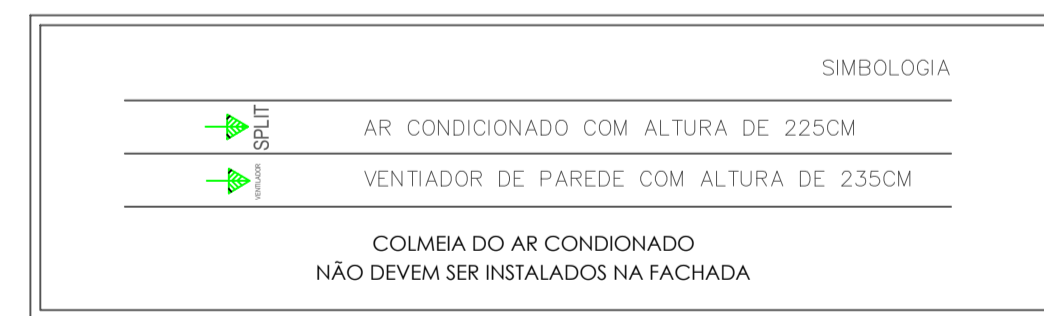 SIMBOLOGIA
SPLIT
AR CONDICIONADO COM ALTURA DE 225CM
VENTILADOR
VENTIADOR DE PAREDE COM ALTURA DE 235CM
COLMEIA DO AR CONDIONADO
NÃO DEVEM SER INSTALADOS NA FACHADA